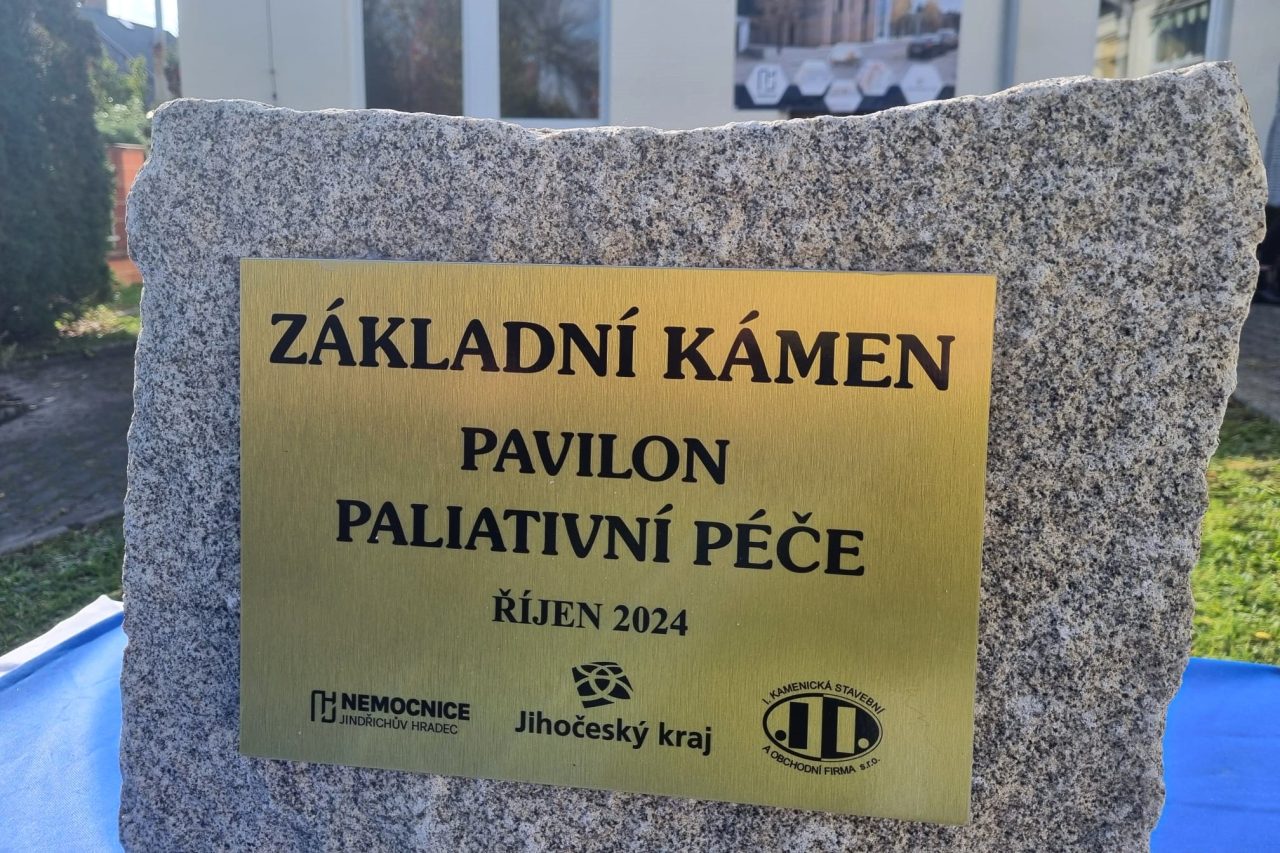 ZÁKLADNÍ KÁMEN
PAVILON
PALIATIVNÍ PÉČE
ŘÍJEN 2024
NEMOCNICE
JINDŘICHŮV HRADEC
Jihočeský kraj
I. KAMENICKÁ STAVEBNÍ
A OBCHODNÍ FIRMA s.r.o.